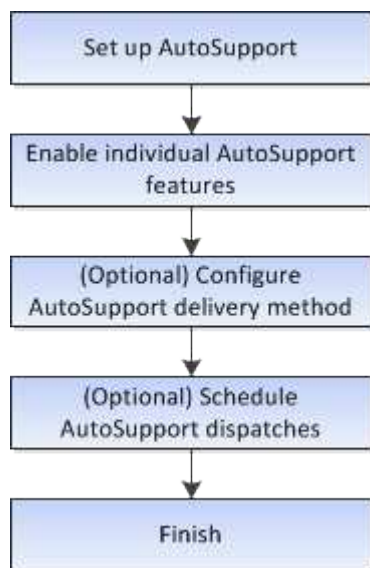 Set up AutoSupport
Enable individual AutoSupport
features
(Optional) Configure
AutoSupport delivery method
(Optional) Schedule
AutoSupport dispatches
Finish